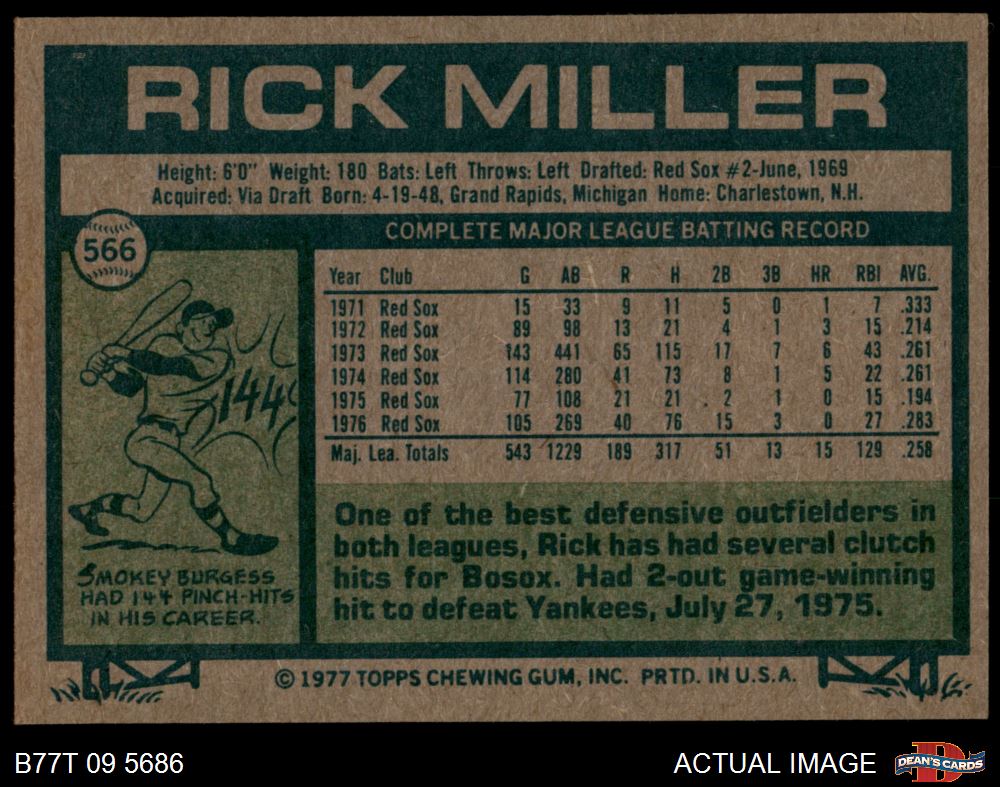 RICK MILLER
Height: 6'0" Weight: 180 Bats: Left Throws: Left Drafted: Red Sox #2-June, 1969
Acquired: Via Draft Born: 4-19-48, Grand Rapids, Michigan Home: Charlestown, N.H.
566
COMPLETE MAJOR LEAGUE BATTING RECORD
Year Club G AB R H 2B 3B HR RBI AVG.
1971 Red Sox 15 33 9 11 5 0 1 7 .333
1972 Red Sox 89 98 13 21 4 1 3 15 .214
1973 Red Sox 143 441 65 115 17 7 6 43 .261
1974 Red Sox 114 280 41 73 8 1 5 22 .261
1975 Red Sox 77 108 21 21 2 1 0 15 .194
1976 Red Sox 105 269 40 76 15 3 0 27 .283
Maj. Lea. Totals 543 1229 189 317 51 13 15 129 .258
144
SMOKEY BURGESS
HAD 144 PINCH-HITS
IN HIS CAREER.
One of the best defensive outfielders in
both leagues, Rick has had several clutch
hits for Bosox. Had 2-out game-winning
hit to defeat Yankees, July 27, 1975.
© 1977 TOPPS CHEWING GUM, INC. PRTD. IN U.S.A.
B77T 09 5686
ACTUAL IMAGE
DEAN'S CARDS